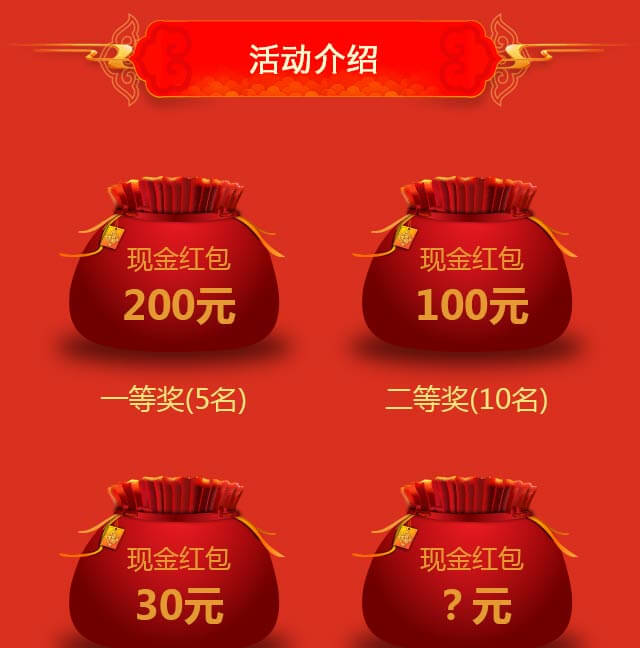 活动介绍
现金红包
200元
现金红包
100元
一等奖(5名)
二等奖(10名)
现金红包
30元
现金红包
？元